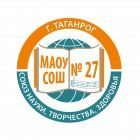 Г. ТАГАНРОГ
МАОУ
СОШ
№ 27
СОЮЗ НАУКИ, ТВОРЧЕСТВА, ЗДОРОВЬЯ